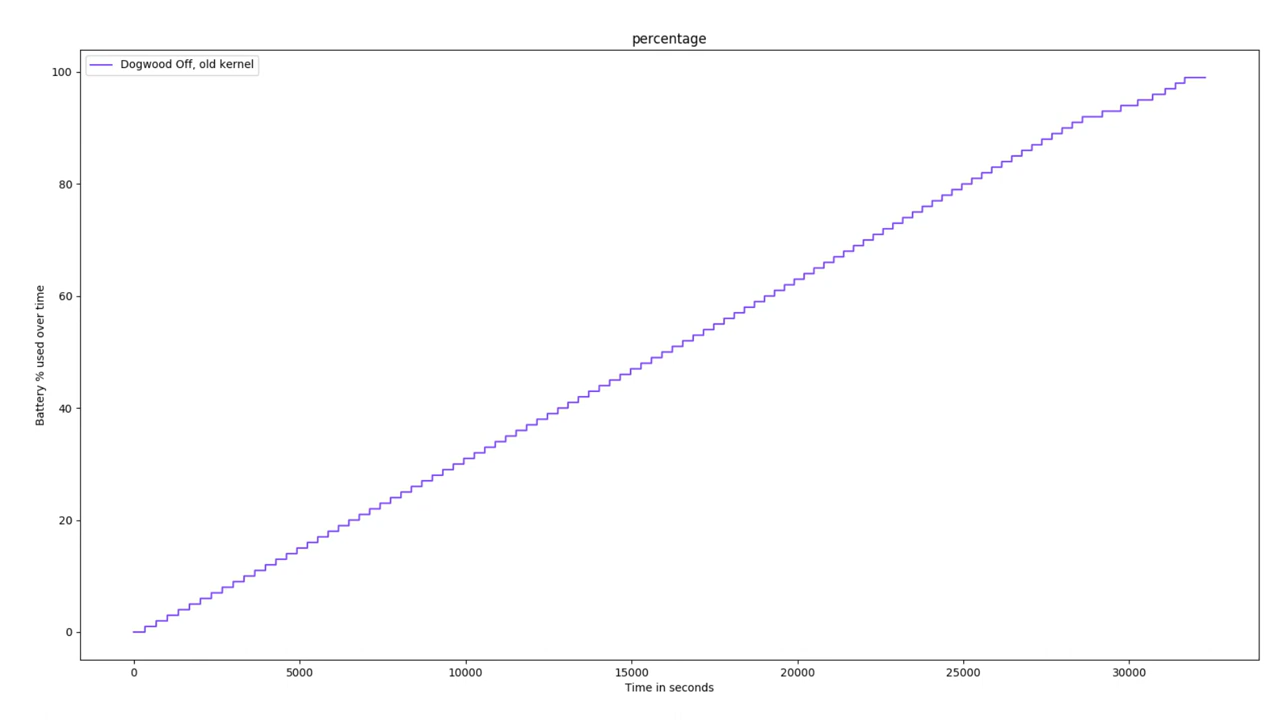 percentage
Dogwood Off, old kernel
100
80
60
40
20
0
Battery % used over time
0 5000 10000 15000 20000 25000 30000
Time in seconds